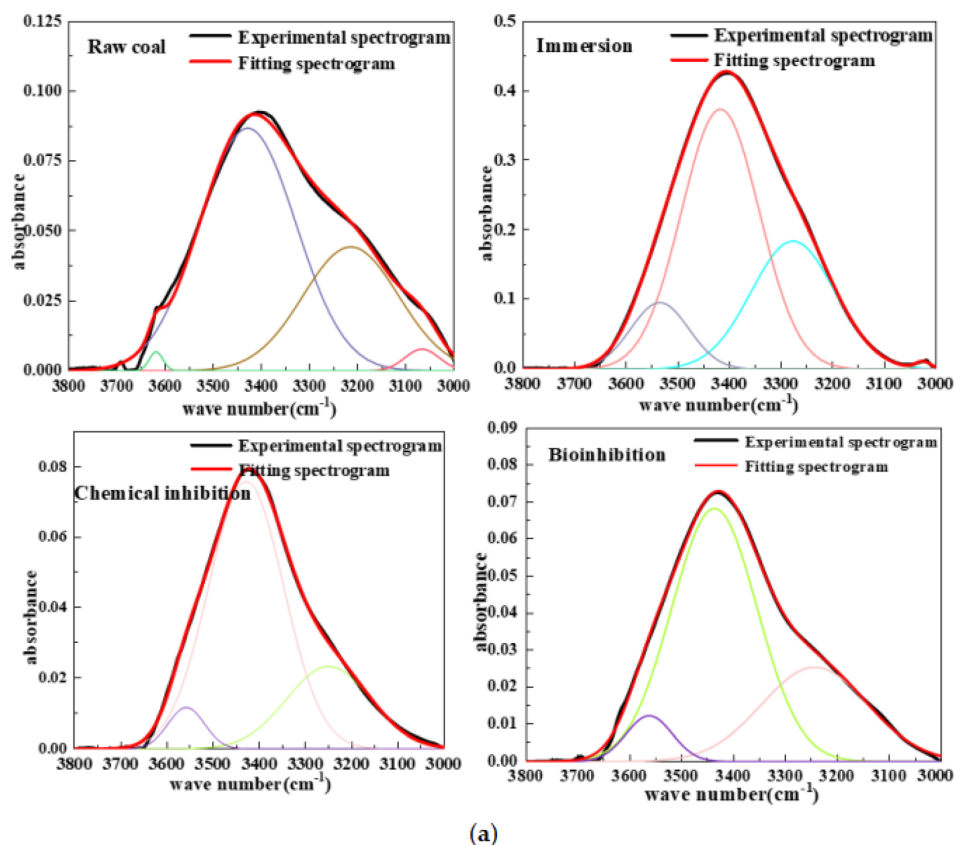 0.125
Raw coal
Experimental spectrogram
Fitting spectrogram
0.100
0.075
0.050
0.025
0.000
absorbance
3800 3700 3600 3500 3400 3300 3200 3100 3000
wave number(cm⁻¹)
0.5
Immersion
Experimental spectrogram
Fitting spectrogram
0.4
0.3
0.2
0.1
0.0
absorbance
3800 3700 3600 3500 3400 3300 3200 3100 3000
wave number(cm⁻¹)
Experimental spectrogram
Fitting spectrogram
Chemical inhibition
0.08
0.06
0.04
0.02
0.00
absorbance
3800 3700 3600 3500 3400 3300 3200 3100 3000
wave number(cm⁻¹)
0.09
Bioinhibition
Experimental spectrogram
Fitting spectrogram
0.08
0.07
0.06
0.05
0.04
0.03
0.02
0.01
0.00
absorbance
3800 3700 3600 3500 3400 3300 3200 3100 3000
wave number(cm⁻¹)
(a)